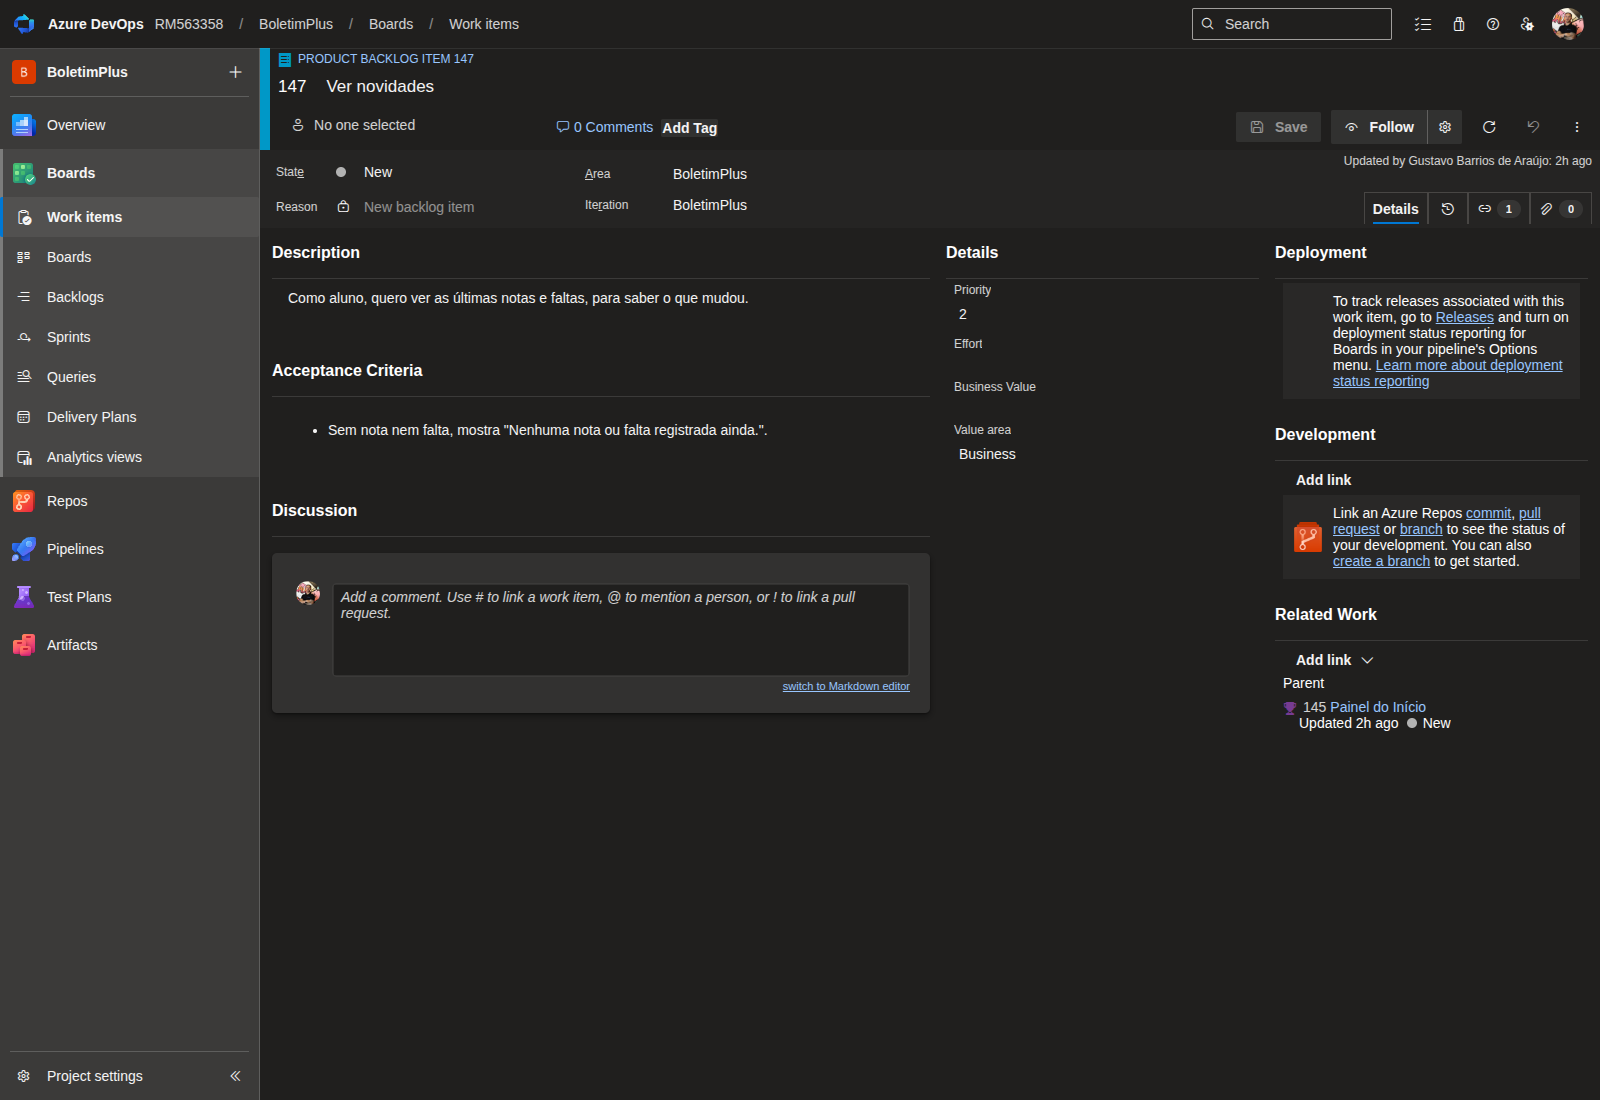 Azure DevOps RM563358 / BoletimPlus / Boards / Work items
Search
B BoletimPlus
Overview
Boards
Work items
Boards
Backlogs
Sprints
Queries
Delivery Plans
Analytics views
Repos
Pipelines
Test Plans
Artifacts
Project settings
PRODUCT BACKLOG ITEM 147
147 Ver novidades
No one selected
0 Comments Add Tag
Save
Follow
State New
Reason New backlog item
Area BoletimPlus
Iteration BoletimPlus
Updated by Gustavo Barrios de Araújo: 2h ago
Details 1 0
Description
Como aluno, quero ver as últimas notas e faltas, para saber o que mudou.
Acceptance Criteria
Sem nota nem falta, mostra "Nenhuma nota ou falta registrada ainda.".
Discussion
Add a comment. Use # to link a work item, @ to mention a person, or ! to link a pull
request.
switch to Markdown editor
Details
Priority
2
Effort
Business Value
Value area
Business
Deployment
To track releases associated with this
work item, go to Releases and turn on
deployment status reporting for
Boards in your pipeline's Options
menu. Learn more about deployment
status reporting
Development
Add link
Link an Azure Repos commit, pull
request or branch to see the status of
your development. You can also
create a branch to get started.
Related Work
Add link
Parent
145 Painel do Início
Updated 2h ago New